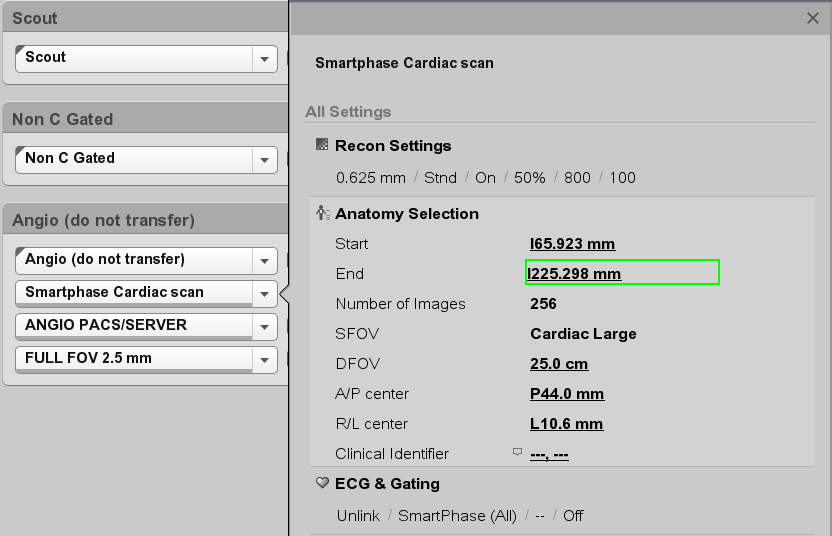 Scout
Scout
Non C Gated
Non C Gated
Angio (do not transfer)
Angio (do not transfer)
Smartphase Cardiac scan
ANGIO PACS/SERVER
FULL FOV 2.5 mm
Smartphase Cardiac scan
All Settings
Recon Settings
0.625 mm / Stnd / On / 50% / 800 / 100
Anatomy Selection
Start I65.923 mm
End I225.298 mm
Number of Images 256
SFOV Cardiac Large
DFOV 25.0 cm
A/P center P44.0 mm
R/L center L10.6 mm
Clinical Identifier ---, ---
ECG & Gating
Unlink / SmartPhase (All) / -- / Off